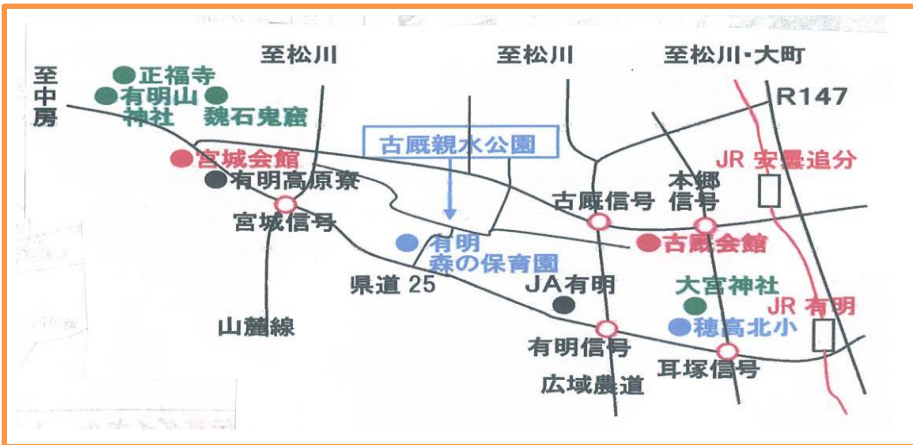 至松川
至松川
至松川・大町
至中房
正福寺
有明山
神社
魏石鬼窟
R147
古厩親水公園
宮城会館
有明高原寮
宮城信号
JR 安曇追分
古厩信号
本郷
信号
有明
森の保育園
古厩会館
県道 25
JA有明
大宮神社
JR 有明
穂高北小
山麓線
有明信号
耳塚信号
広域農道